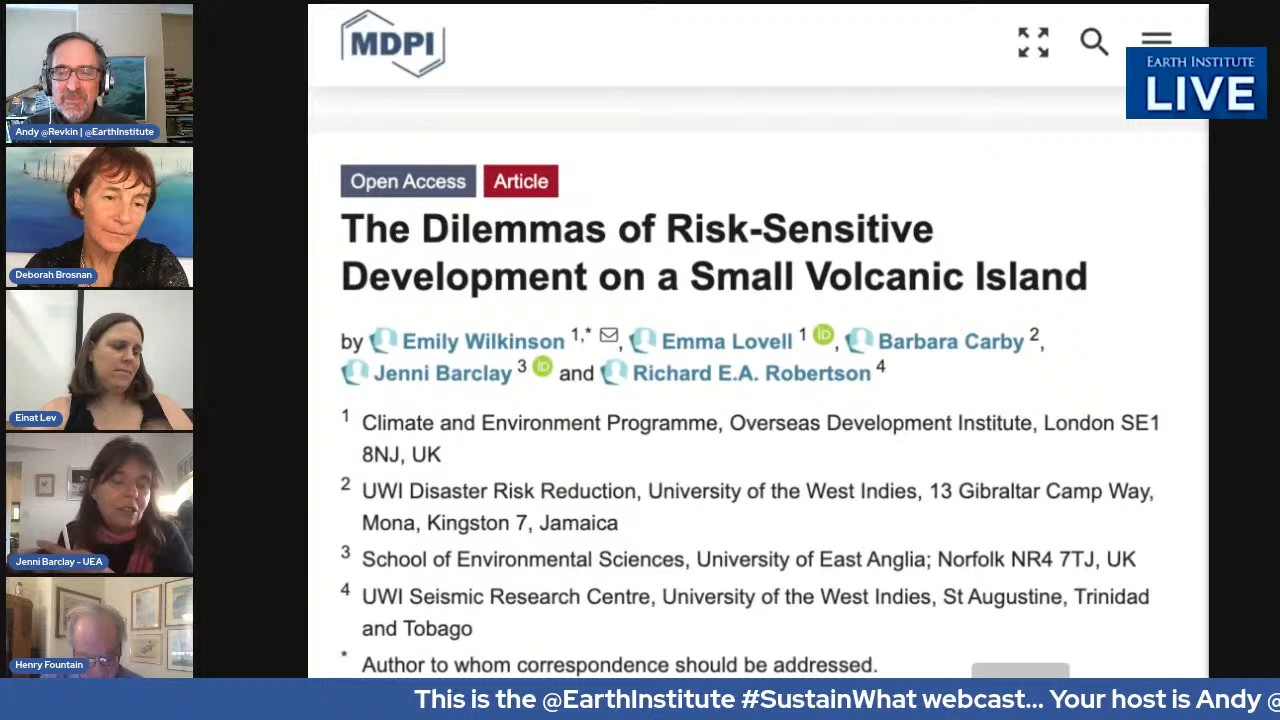 MDPI
EARTH INSTITUTE
LIVE
Andy @Revkin | @EarthInstitute
Deborah Brosnan
Einat Lev
Jenni Barclay - UEA
Henry Fountain
Open Access Article
The Dilemmas of Risk-Sensitive
Development on a Small Volcanic Island
by Emily Wilkinson 1,* , Emma Lovell 1 iD , Barbara Carby 2,
Jenni Barclay 3 iD and Richard E.A. Robertson 4
1 Climate and Environment Programme, Overseas Development Institute, London SE1
8NJ, UK
2 UWI Disaster Risk Reduction, University of the West Indies, 13 Gibraltar Camp Way,
Mona, Kingston 7, Jamaica
3 School of Environmental Sciences, University of East Anglia; Norfolk NR4 7TJ, UK
4 UWI Seismic Research Centre, University of the West Indies, St Augustine, Trinidad
and Tobago
* Author to whom correspondence should be addressed.
This is the @EarthInstitute #SustainWhat webcast... Your host is Andy @